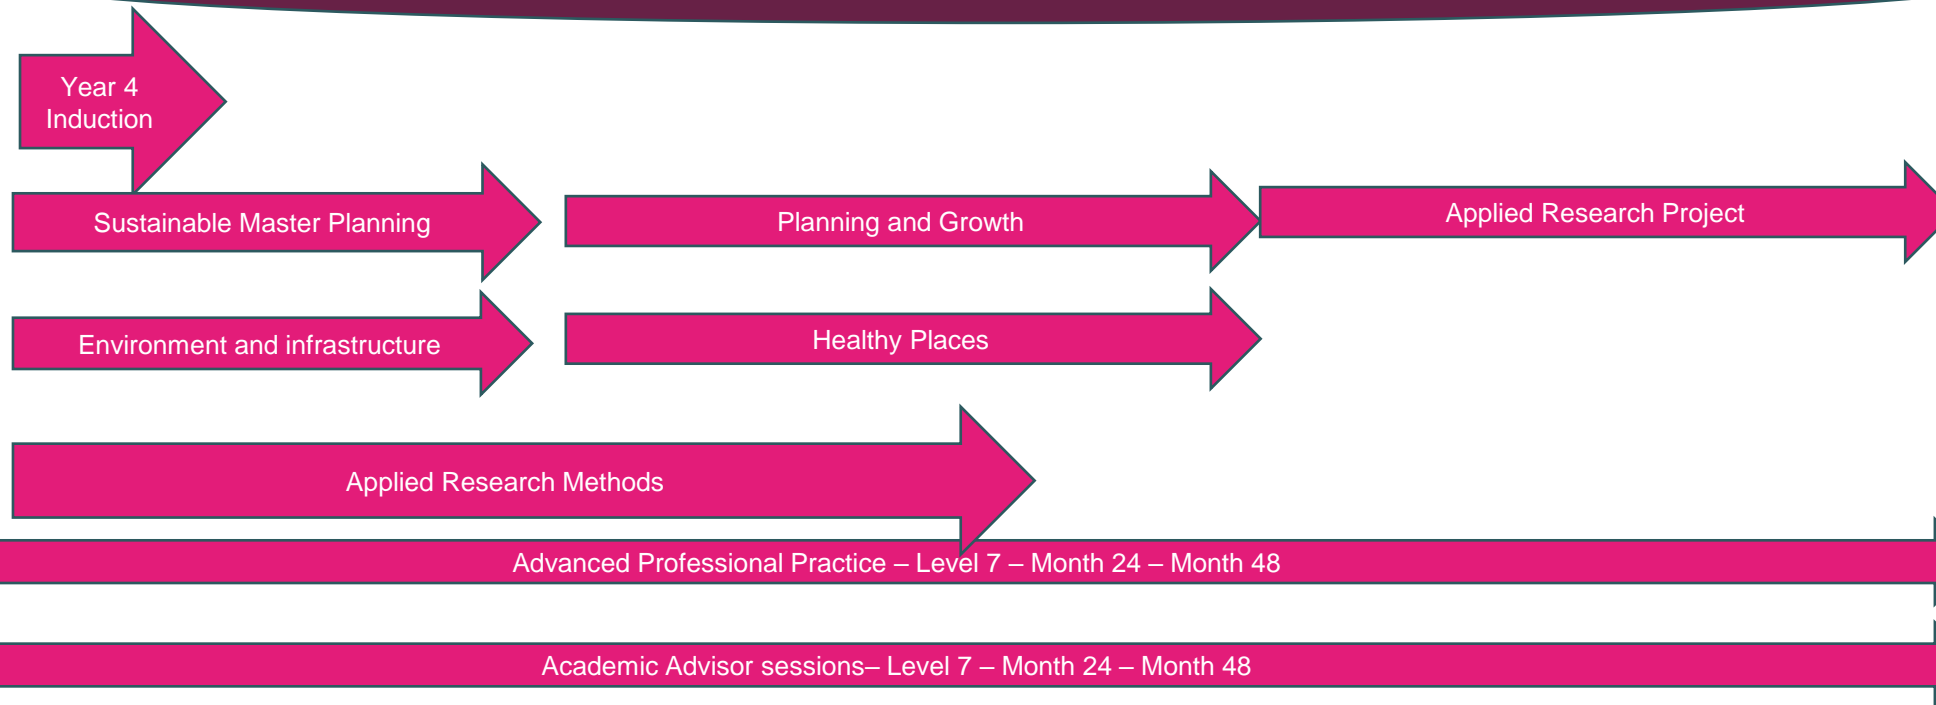 Year 4
Induction
Sustainable Master Planning
Planning and Growth
Applied Research Project
Environment and infrastructure
Healthy Places
Applied Research Methods
Advanced Professional Practice – Level 7 – Month 24 – Month 48
Academic Advisor sessions– Level 7 – Month 24 – Month 48